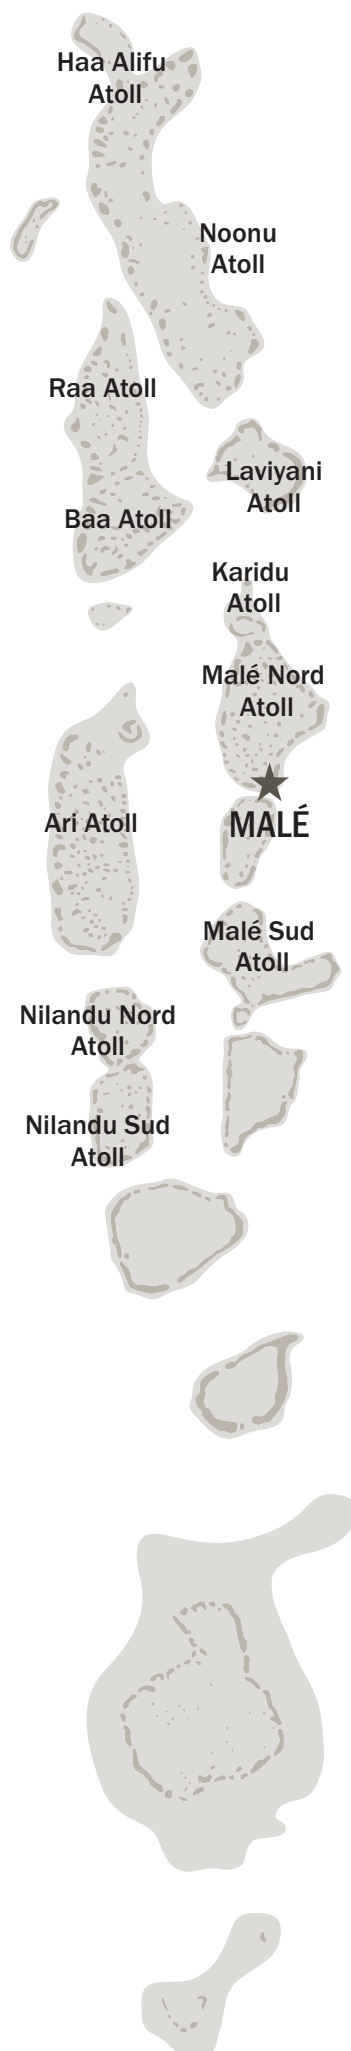 Haa Alifu
Atoll
Noonu
Atoll
Raa Atoll
Laviyani
Atoll
Baa Atoll
Karidu
Atoll
Malé Nord
Atoll
MALÉ
Ari Atoll
Malé Sud
Atoll
Nilandu Nord
Atoll
Nilandu Sud
Atoll